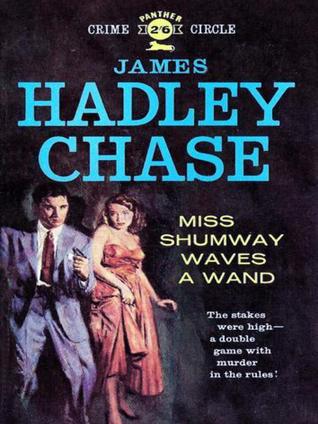 PANTHER
CRIME 2/6 CIRCLE
JAMES
HADLEY
CHASE
MISS
SHUMWAY
WAVES
A WAND
The stakes
were high—
a double
game with
murder
in the rules!